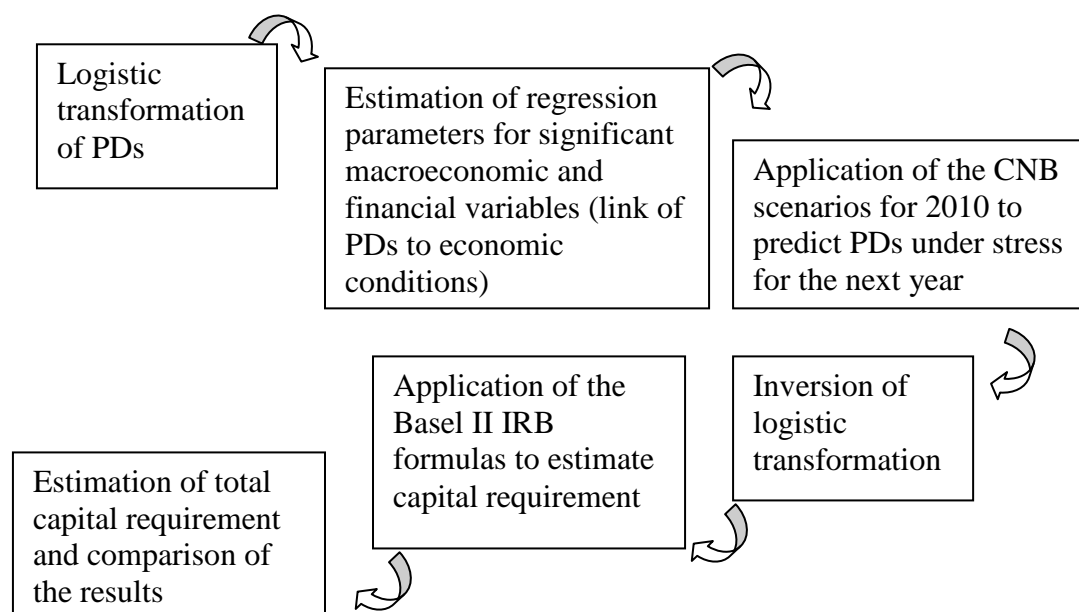 Logistic
transformation
of PDs
Estimation of regression
parameters for significant
macroeconomic and
financial variables (link of
PDs to economic
conditions)
Application of the CNB
scenarios for 2010 to
predict PDs under stress
for the next year
Inversion of
logistic
transformation
Application of the
Basel II IRB
formulas to estimate
capital requirement
Estimation of total
capital requirement
and comparison of
the results